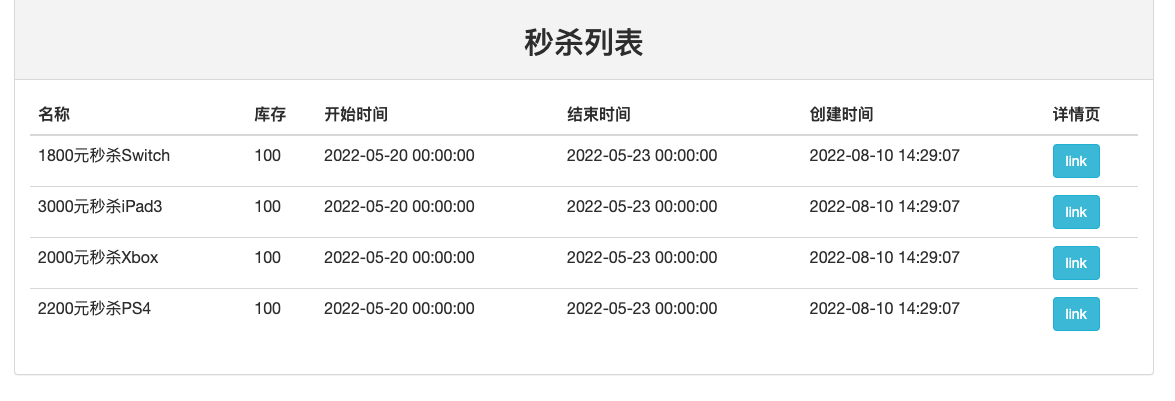 秒杀列表
名称 库存 开始时间 结束时间 创建时间 详情页
1800元秒杀Switch 100 2022-05-20 00:00:00 2022-05-23 00:00:00 2022-08-10 14:29:07 link
3000元秒杀iPad3 100 2022-05-20 00:00:00 2022-05-23 00:00:00 2022-08-10 14:29:07 link
2000元秒杀Xbox 100 2022-05-20 00:00:00 2022-05-23 00:00:00 2022-08-10 14:29:07 link
2200元秒杀PS4 100 2022-05-20 00:00:00 2022-05-23 00:00:00 2022-08-10 14:29:07 link